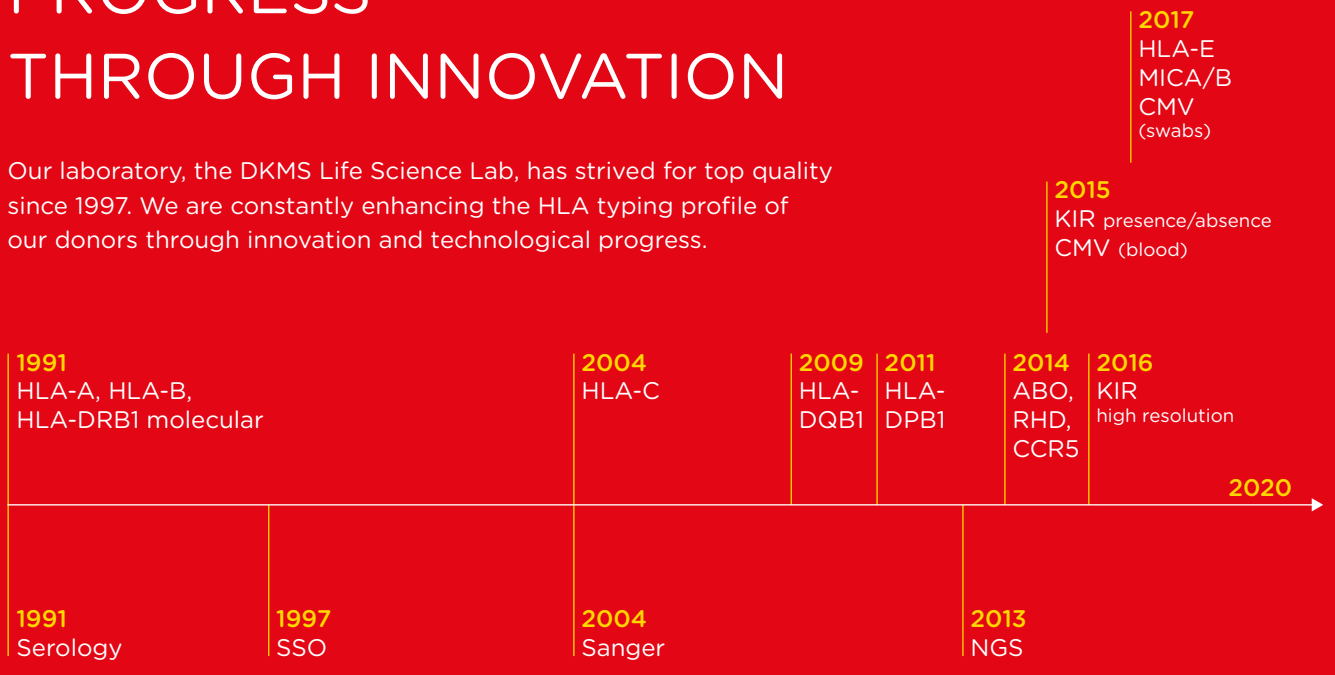 PROGRESS
THROUGH INNOVATION
Our laboratory, the DKMS Life Science Lab, has strived for top quality
since 1997. We are constantly enhancing the HLA typing profile of
our donors through innovation and technological progress.
2017
HLA-E
MICA/B
CMV
(swabs)
2015
KIR presence/absence
CMV (blood)
1991
HLA-A, HLA-B,
HLA-DRB1 molecular
2004
HLA-C
2009
HLA-
DQB1
2011
HLA-
DPB1
2014
ABO,
RHD,
CCR5
2016
KIR
high resolution
2020
1991
Serology
1997
SSO
2004
Sanger
2013
NGS